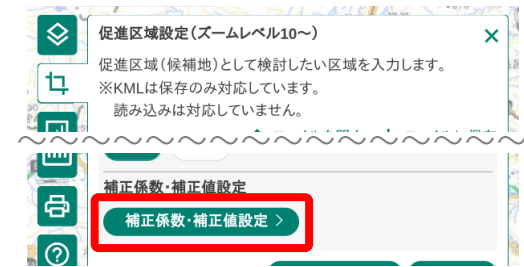 促進区域設定(ズームレベル10~)
促進区域(候補地)として検討したい区域を入力します。
※KMLは保存のみ対応しています。
読み込みは対応していません。
補正係数・補正値設定
補正係数・補正値設定 >